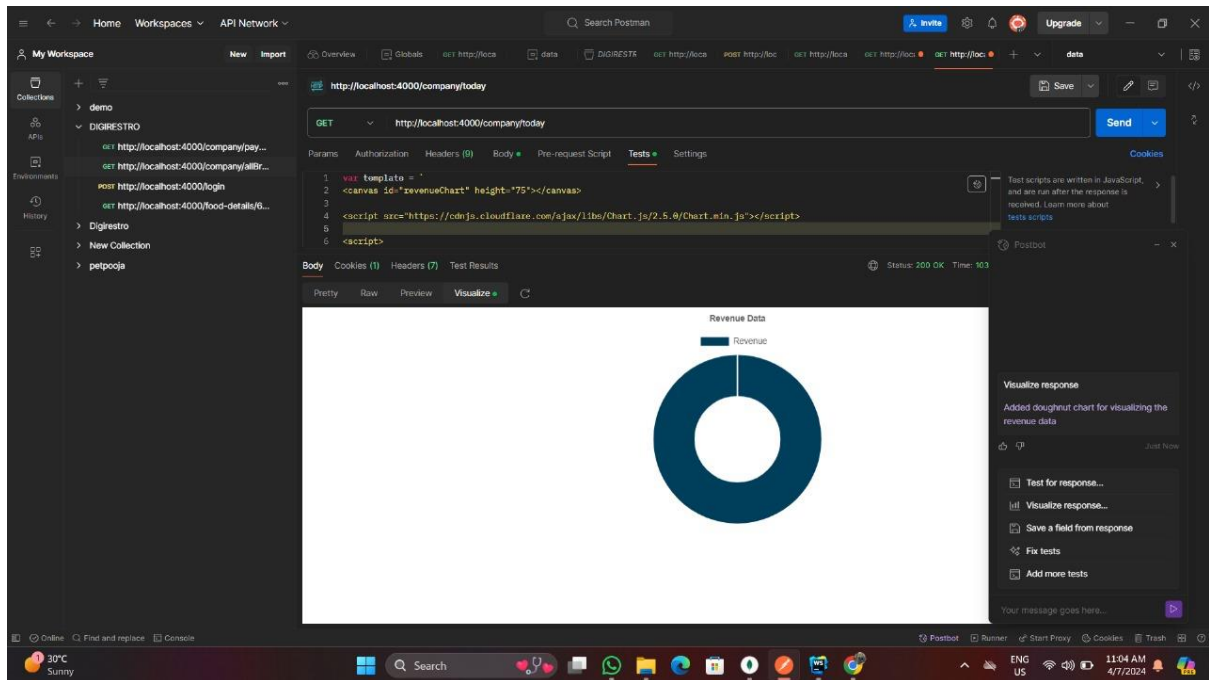 Home Workspaces API Network Search Postman Invite Upgrade
My Workspace New Import Overview Globals GET http://loca data DIGIRESTR GET http://loca POST http://loc GET http://loca GET http://loc GET http://loc data
Collections
APIs
Environments
History
demo
DIGIRESTRO
GET http://localhost:4000/company/pay...
GET http://localhost:4000/company/allBr...
POST http://localhost:4000/login
GET http://localhost:4000/food-details/6...
Digirestro
New Collection
petpooja
http://localhost:4000/company/today Save
GET http://localhost:4000/company/today Send
Params Authorization Headers (9) Body Pre-request Script Tests Settings Cookies
1 var template = `
2 <canvas id="revenueChart" height="75"></canvas>
3
4 <script src="https://cdnjs.cloudflare.com/ajax/libs/Chart.js/2.5.0/Chart.min.js"></script>
5
6 <script>
Test scripts are written in JavaScript,
and are run after the response is
received. Learn more about
tests scripts
Body Cookies (1) Headers (7) Test Results Status: 200 OK Time: 103
Pretty Raw Preview Visualize
Revenue Data
Revenue
Postbot
Visualize response
Added doughnut chart for visualizing the
revenue data
Just Now
Test for response...
Visualize response...
Save a field from response
Fix tests
Add more tests
Your message goes here...
Online Find and replace Console Postbot Runner Start Proxy Cookies Trash
1
30°C
Sunny
Search
ENG
US
11:04 AM
4/7/2024